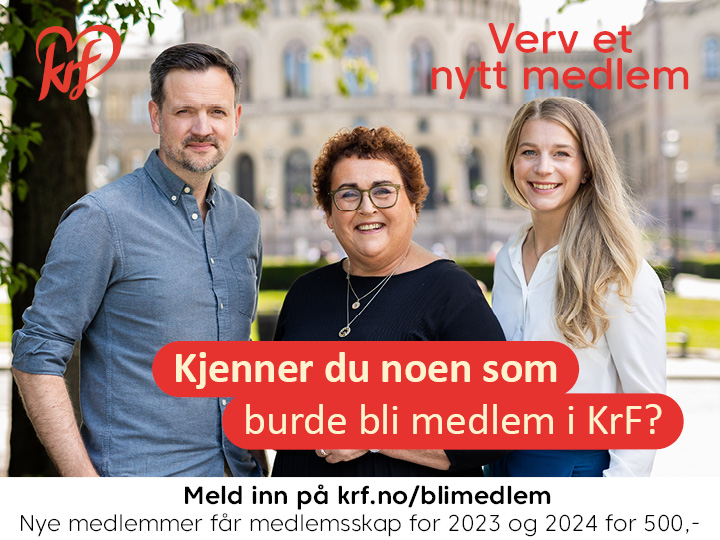 KrF
Verv et
nytt medlem
Kjenner du noen som
burde bli medlem i KrF?
Meld inn på krf.no/blimedlem
Nye medlemmer får medlemsskap for 2023 og 2024 for 500,-